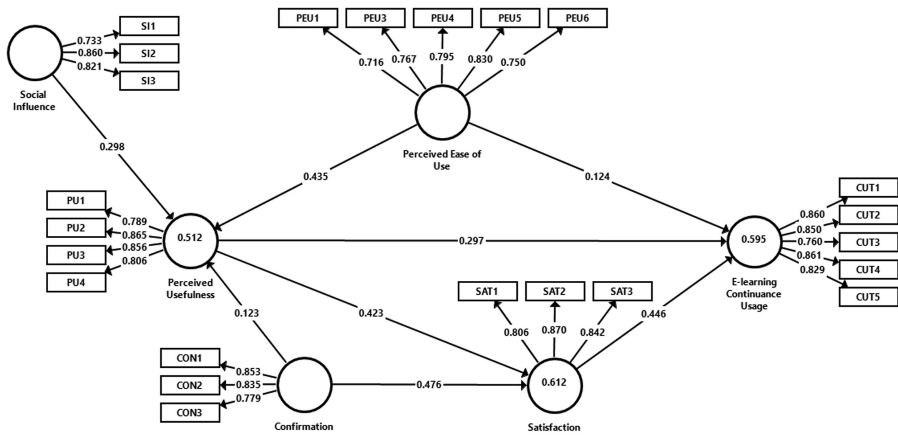 SI1
0.733
0.860
SI2
0.821
SI3
Social
Influence
PEU1
PEU3
PEU4
PEU5
PEU6
0.716
0.767
0.795
0.830
0.750
Perceived Ease of
Use
0.298
0.435
0.124
PU1
PU2
PU3
PU4
0.789
0.865
0.856
0.806
0.512
Perceived
Usefulness
0.297
0.595
E-learning
Continuance
Usage
0.860
0.850
0.760
0.861
0.829
CUT1
CUT2
CUT3
CUT4
CUT5
0.123
0.423
SAT1
SAT2
SAT3
0.806
0.870
0.842
0.446
CON1
CON2
CON3
0.853
0.835
0.779
0.476
0.612
Confirmation
Satisfaction